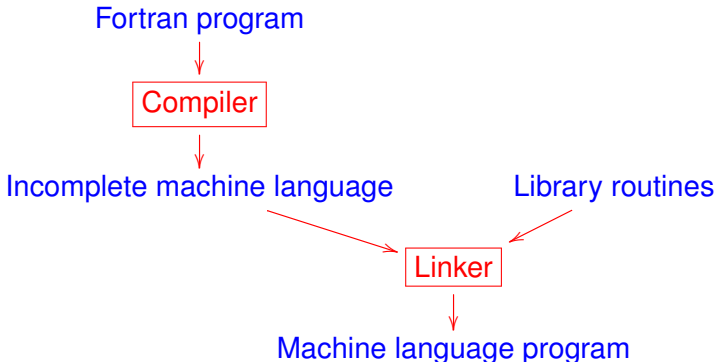 Fortran program
Compiler
Incomplete machine language
Library routines
Linker
Machine language program